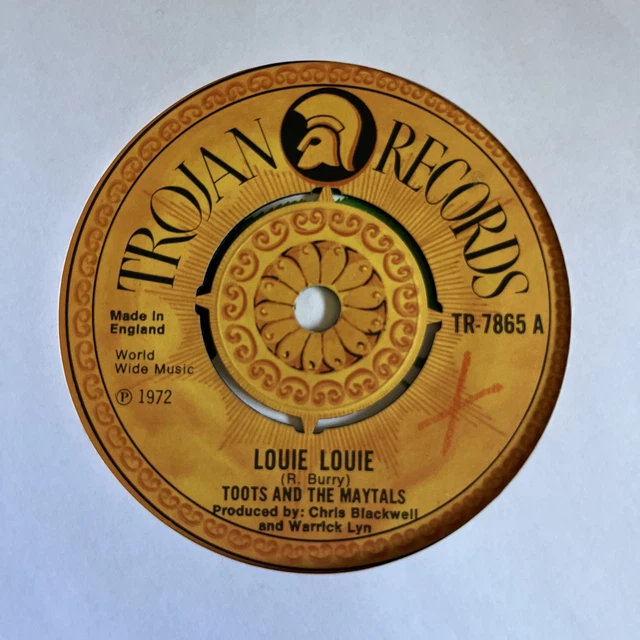 TROJAN RECORDS
Made In
England
TR-7865 A
World
Wide Music
℗ 1972
LOUIE LOUIE
(R. Burry)
TOOTS AND THE MAYTALS
Produced by: Chris Blackwell
and Warrick Lyn